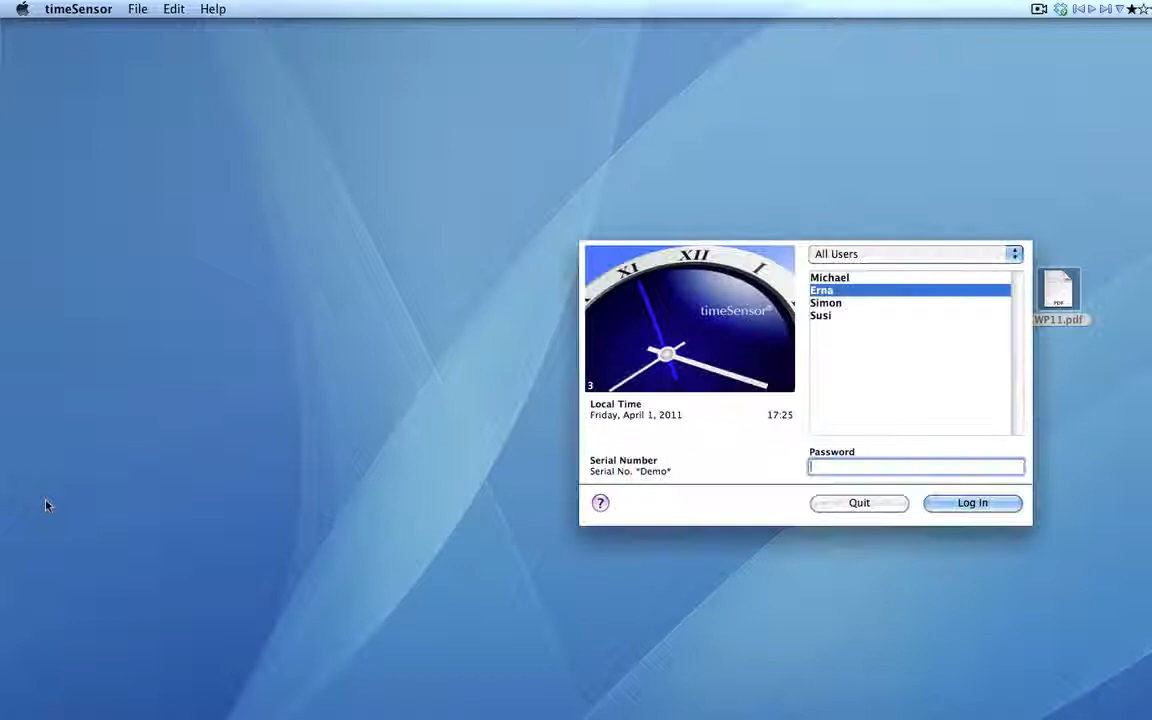 timeSensor File Edit Help
XI XII I
timeSensor®
3
All Users
Michael
Erna
Simon
Susi
PDF
WP11.pdf
Local Time
Friday, April 1, 2011 17:25
Password
Serial Number
Serial No. *Demo*
? Quit Log In